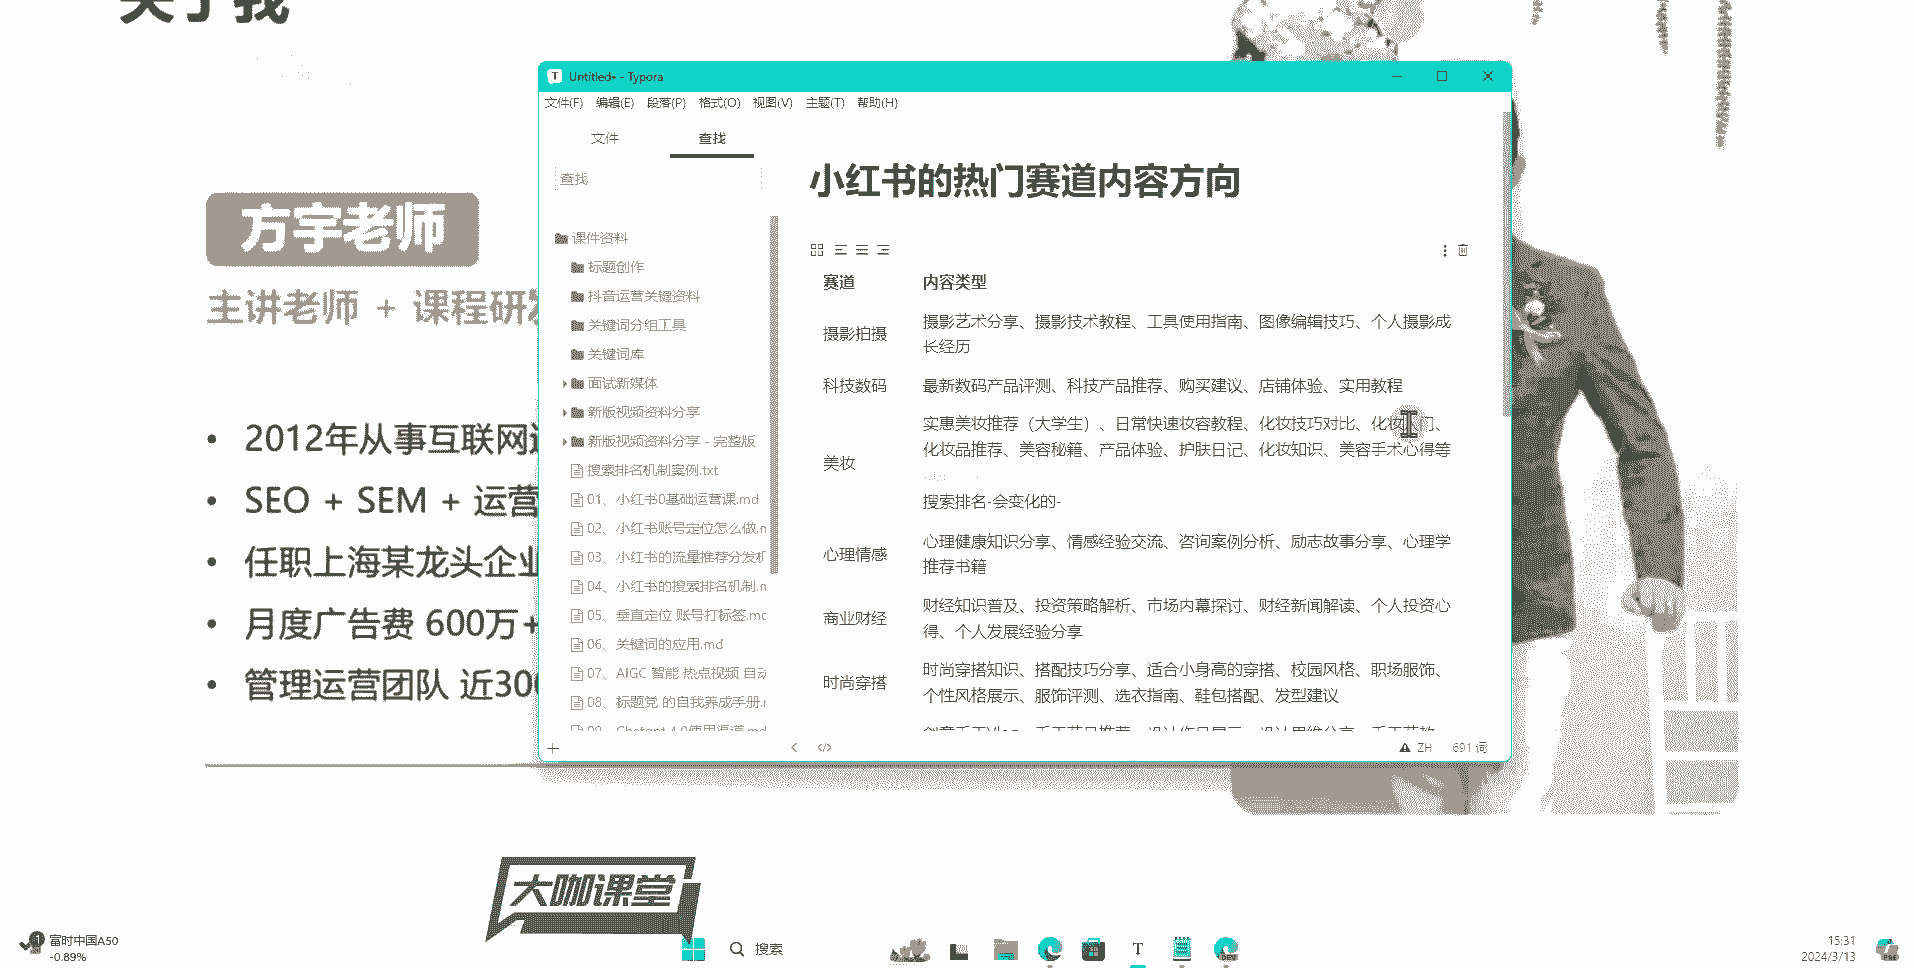 关于我
方宇老师
主讲老师 + 课程研发
2012年从事互联网
SEO + SEM + 运营
任职上海某龙头企业
月度广告费 600万+
管理运营团队 近300
Untitled• - Typora
文件(F) 编辑(E) 段落(P) 格式(O) 视图(V) 主题(T) 帮助(H)
文件 查找
查找
课件资料
标题创作
抖音运营关键资料
关键词分组工具
关键词库
面试新媒体
新版视频资料分享
新版视频资料分享 - 完整版
搜索排名机制案例.txt
01、小红书0基础运营课.md
02、小红书账号定位怎么做.m
03、小红书的流量推荐分发机
04、小红书的搜索排名机制.m
05、垂直定位 账号打标签.mc
06、关键词的应用.md
07、AIGC 智能 热点视频 自动
08、标题党 的自我养成手册.r
09、Chatgpt 4.0使用渠道.md
小红书的热门赛道内容方向
赛道 内容类型
摄影拍摄 摄影艺术分享、摄影技术教程、工具使用指南、图像编辑技巧、个人摄影成
长经历
科技数码 最新数码产品评测、科技产品推荐、购买建议、店铺体验、实用教程
实惠美妆推荐（大学生）、日常快速妆容教程、化妆技巧对比、化妆入门、
美妆 化妆品推荐、美容秘籍、产品体验、护肤日记、化妆知识、美容手术心得等
搜索排名-会变化的-
心理情感 心理健康知识分享、情感经验交流、咨询案例分析、励志故事分享、心理学
推荐书籍
商业财经 财经知识普及、投资策略解析、市场内幕探讨、财经新闻解读、个人投资心
得、个人发展经验分享
时尚穿搭 时尚穿搭知识、搭配技巧分享、适合小身高的穿搭、校园风格、职场服饰、
个性风格展示、服饰评测、选衣指南、鞋包搭配、发型建议
ZH 691 词
大咖课堂
富时中国A50
-0.89%
搜索
DEV
15:31
2024/3/13
PRE